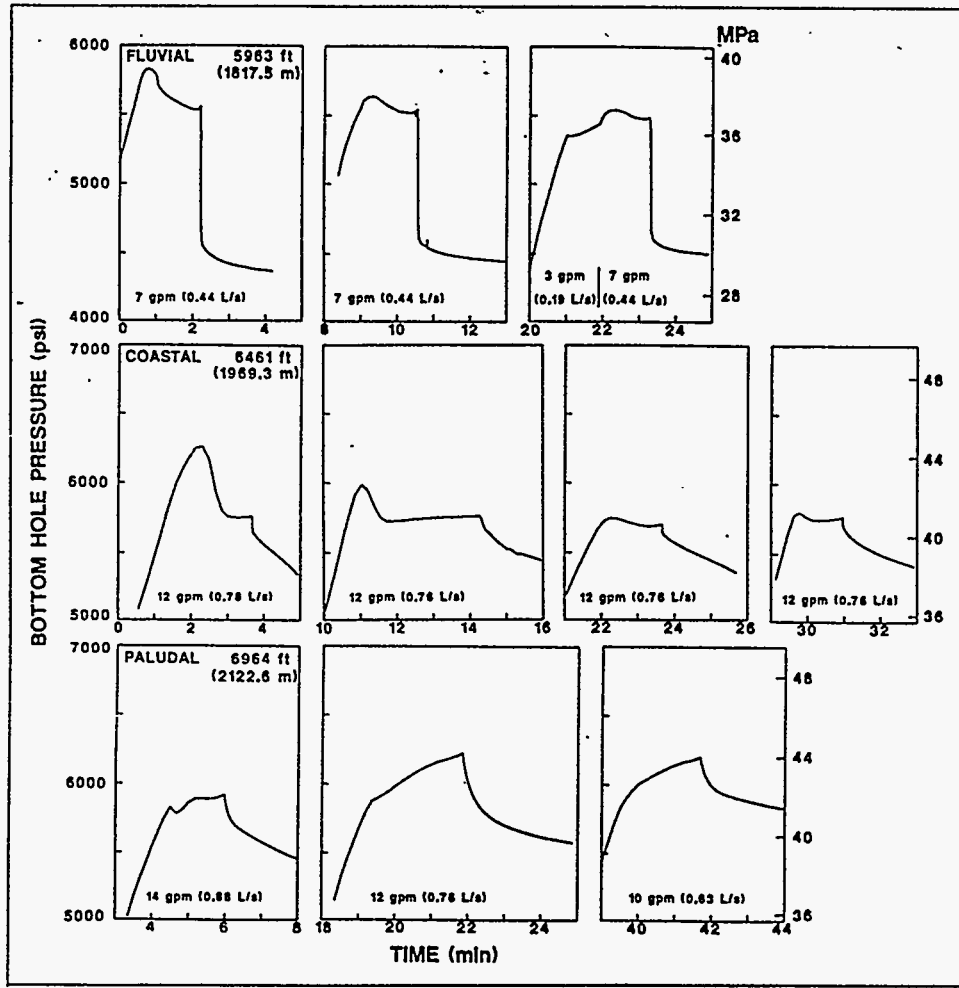 MPa
6000
FLUVIAL 5963 ft
(1817.5 m)
40
36
5000
32
3 gpm | 7 gpm
(0.19 L/s) (0.44 L/s)
28
7 gpm (0.44 L/s)
7 gpm (0.44 L/s)
4000
0 2 4
8 10 12
20 22 24
BOTTOM HOLE PRESSURE (psi)
7000
COASTAL 6461 ft
(1969.3 m)
48
44
6000
40
12 gpm (0.76 L/s)
12 gpm (0.76 L/s)
12 gpm (0.76 L/s)
12 gpm (0.76 L/s)
5000
36
0 2 4
10 12 14 16
22 24 26
30 32
7000
PALUDAL 6964 ft
(2122.6 m)
48
44
6000
40
14 gpm (0.88 L/s)
12 gpm (0.76 L/s)
10 gpm (0.63 L/s)
5000
36
4 6 8
18 20 22 24
40 42 44
TIME (min)